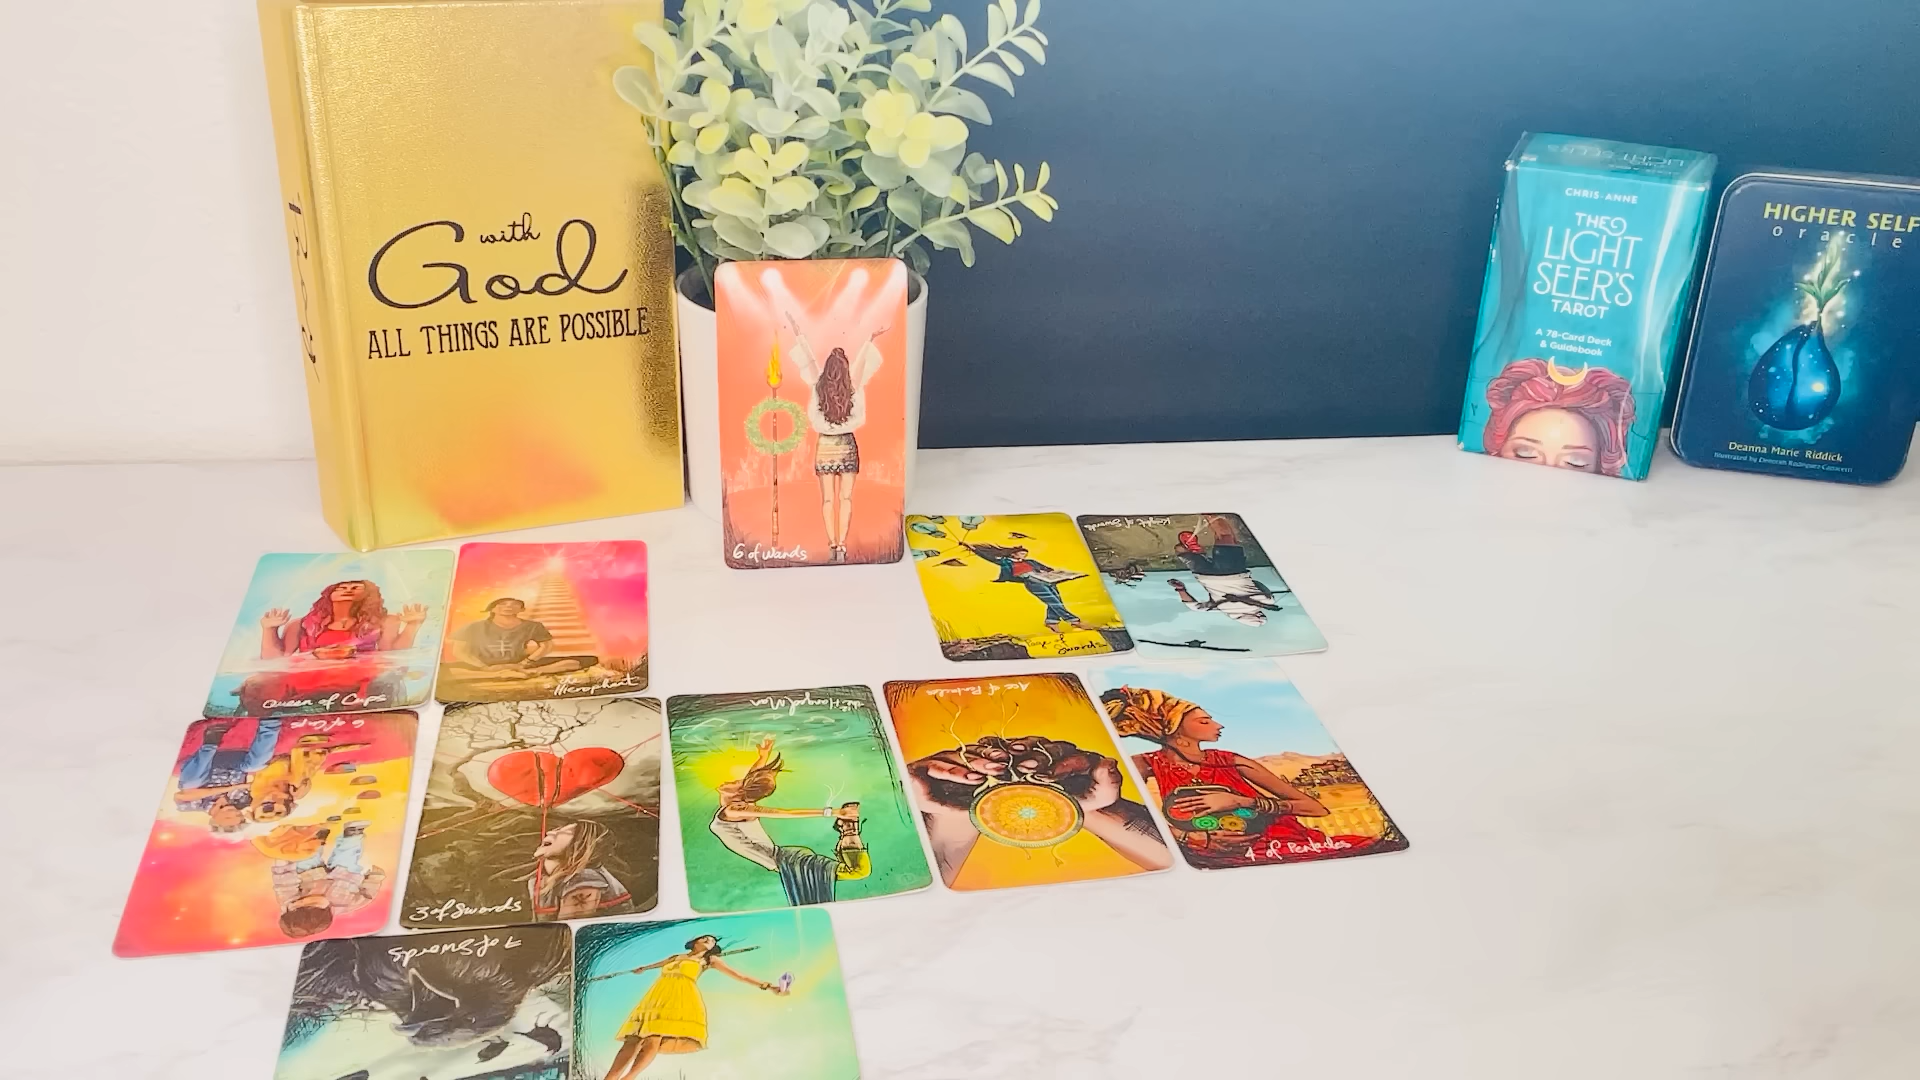 with
God
ALL THINGS ARE POSSIBLE
CHRIS-ANNE
THE
LIGHT
SEER'S
TAROT
A 78-Card Deck
& Guidebook
HIGHER SELF
oracle
Deanna Marie Riddick
6 of Wands
Knight of Swords
Queen of Cups
the
Hierophant
6 of Cups
3 of Swords
the Hanged Man
Ace of Pentacles
4 of Pentacles
7 of Swords